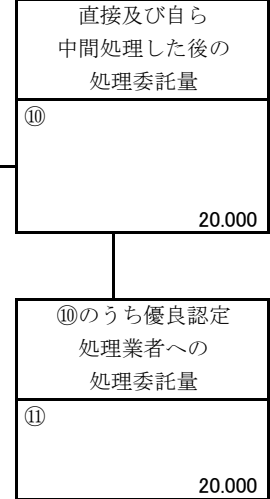 直接及び自ら
中間処理した後の
処理委託量
⑩
20.000
⑩のうち優良認定
処理業者への
処理委託量
⑪
20.000